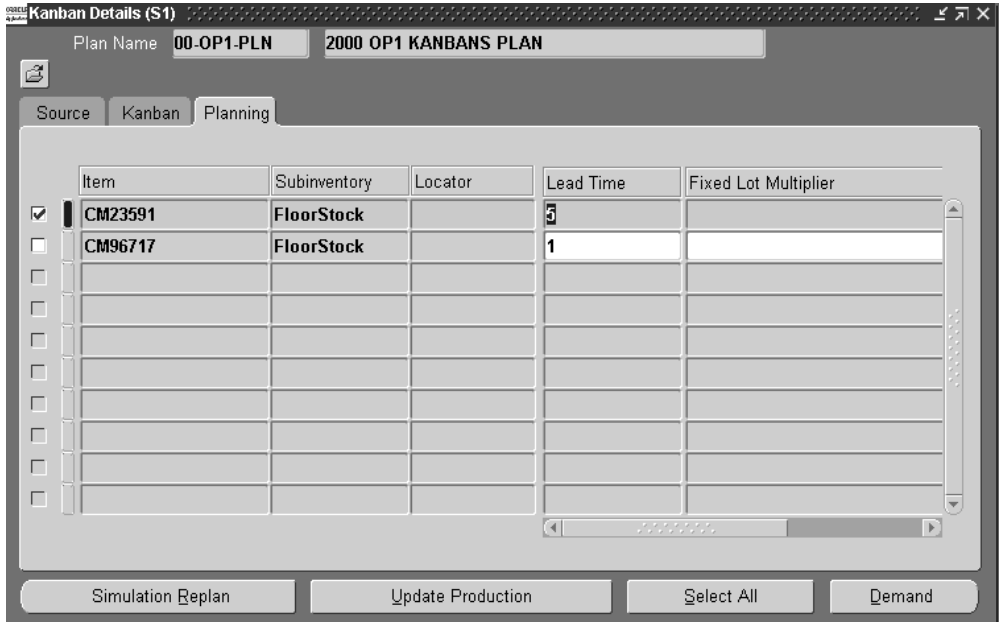 Kanban Details (S1)
Plan Name 00-OP1-PLN 2000 OP1 KANBANS PLAN
Source Kanban Planning
Item Subinventory Locator Lead Time Fixed Lot Multiplier
CM23591 FloorStock 5
CM96717 FloorStock 1
Simulation Replan Update Production Select All Demand